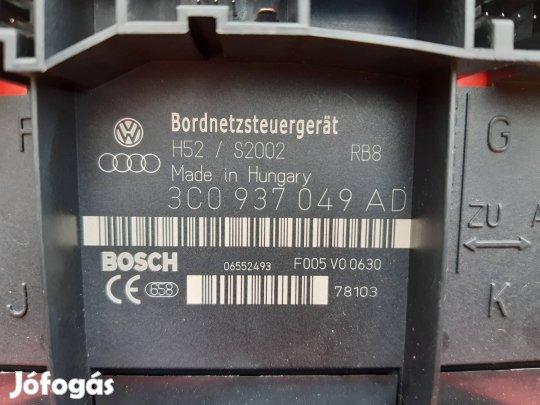 Bordnetzsteuergerät
H52 / S2002 RB8
Made in Hungary
3C0 937 049 AD
BOSCH 06552493 F005 V0 0630
CE 658 78103
F
G
ZU A
J
K
Jófogás